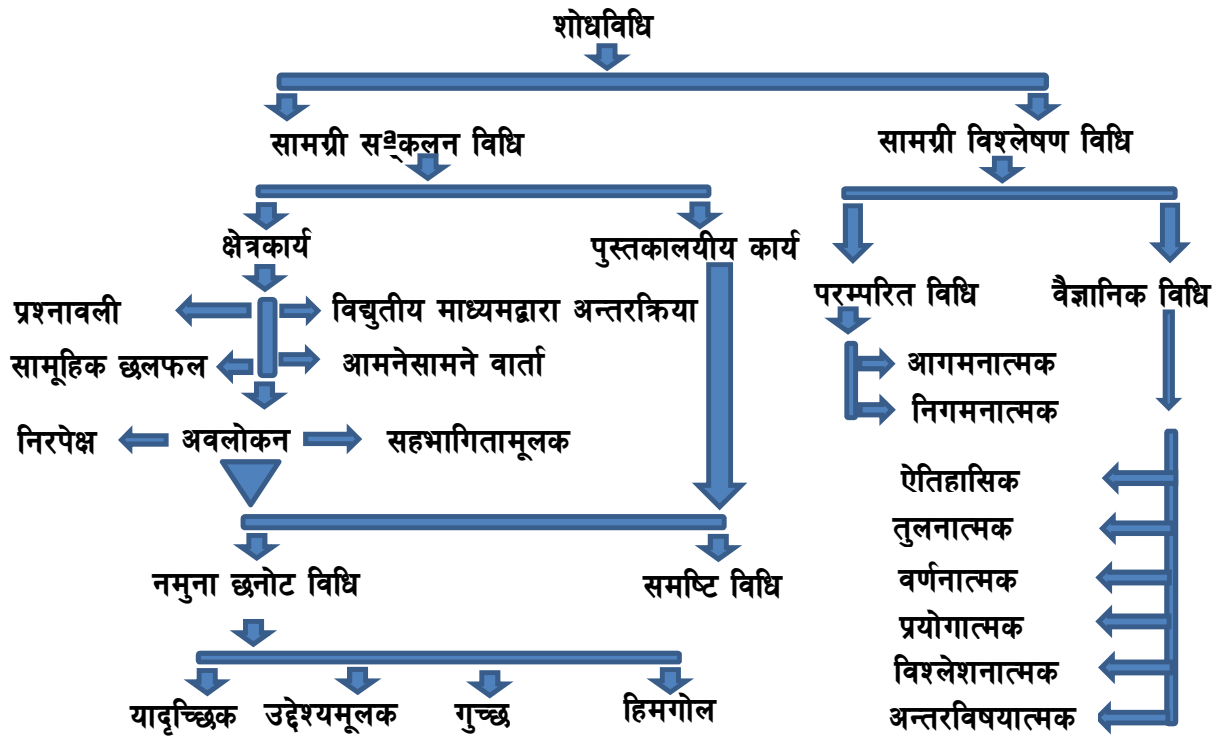 शोधविधि
सामग्री सª्कलन विधि
सामग्री विश्लेषण विधि
क्षेत्रकार्य
पुस्तकालयीय कार्य
परम्परित विधि
वैज्ञानिक विधि
प्रश्नावली
विद्युतीय माध्यमद्वारा अन्तरक्रिया
सामूहिक छलफल
आमनेसामने वार्ता
आगमनात्मक
निगमनात्मक
निरपेक्ष
अवलोकन
सहभागितामूलक
ऐतिहासिक
तुलनात्मक
वर्णनात्मक
प्रयोगात्मक
विश्लेशनात्मक
अन्तरविषयात्मक
नमुना छनोट विधि
समष्टि विधि
यादृच्छिक
उद्देश्यमूलक
गुच्छ
हिमगोल